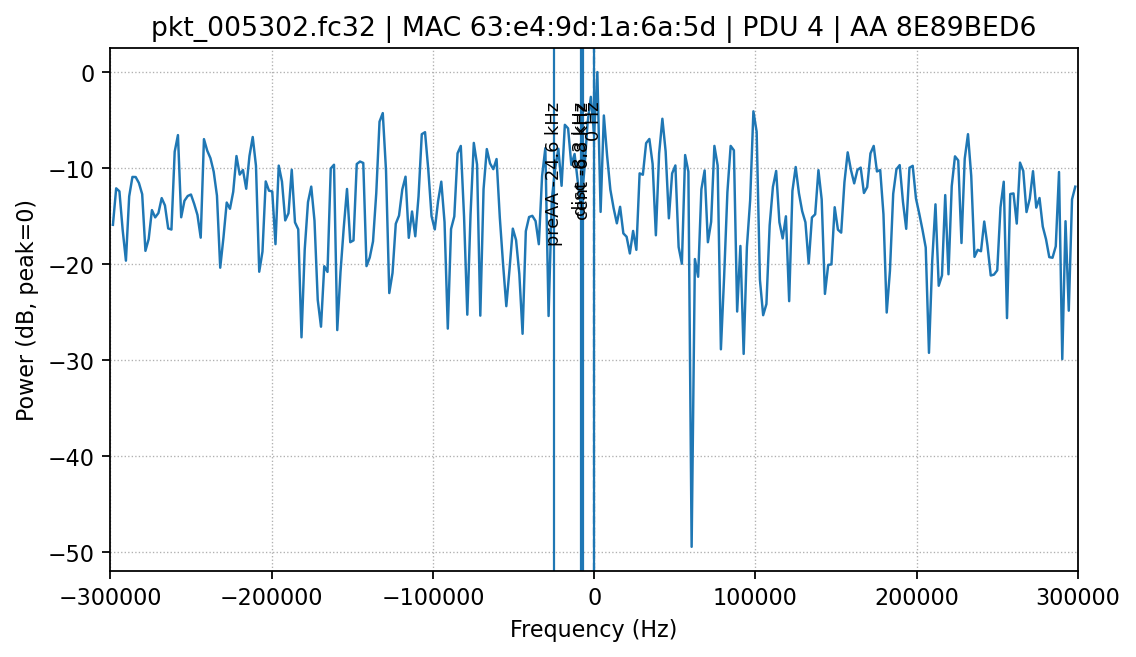 pkt_005302.fc32 | MAC 63:e4:9d:1a:6a:5d | PDU 4 | AA 8E89BED6
Power (dB, peak=0)
0
−10
−20
−30
−40
−50
preAA -24.6 kHz
0 Hz
−300000
−200000
−100000
0
100000
200000
300000
Frequency (Hz)